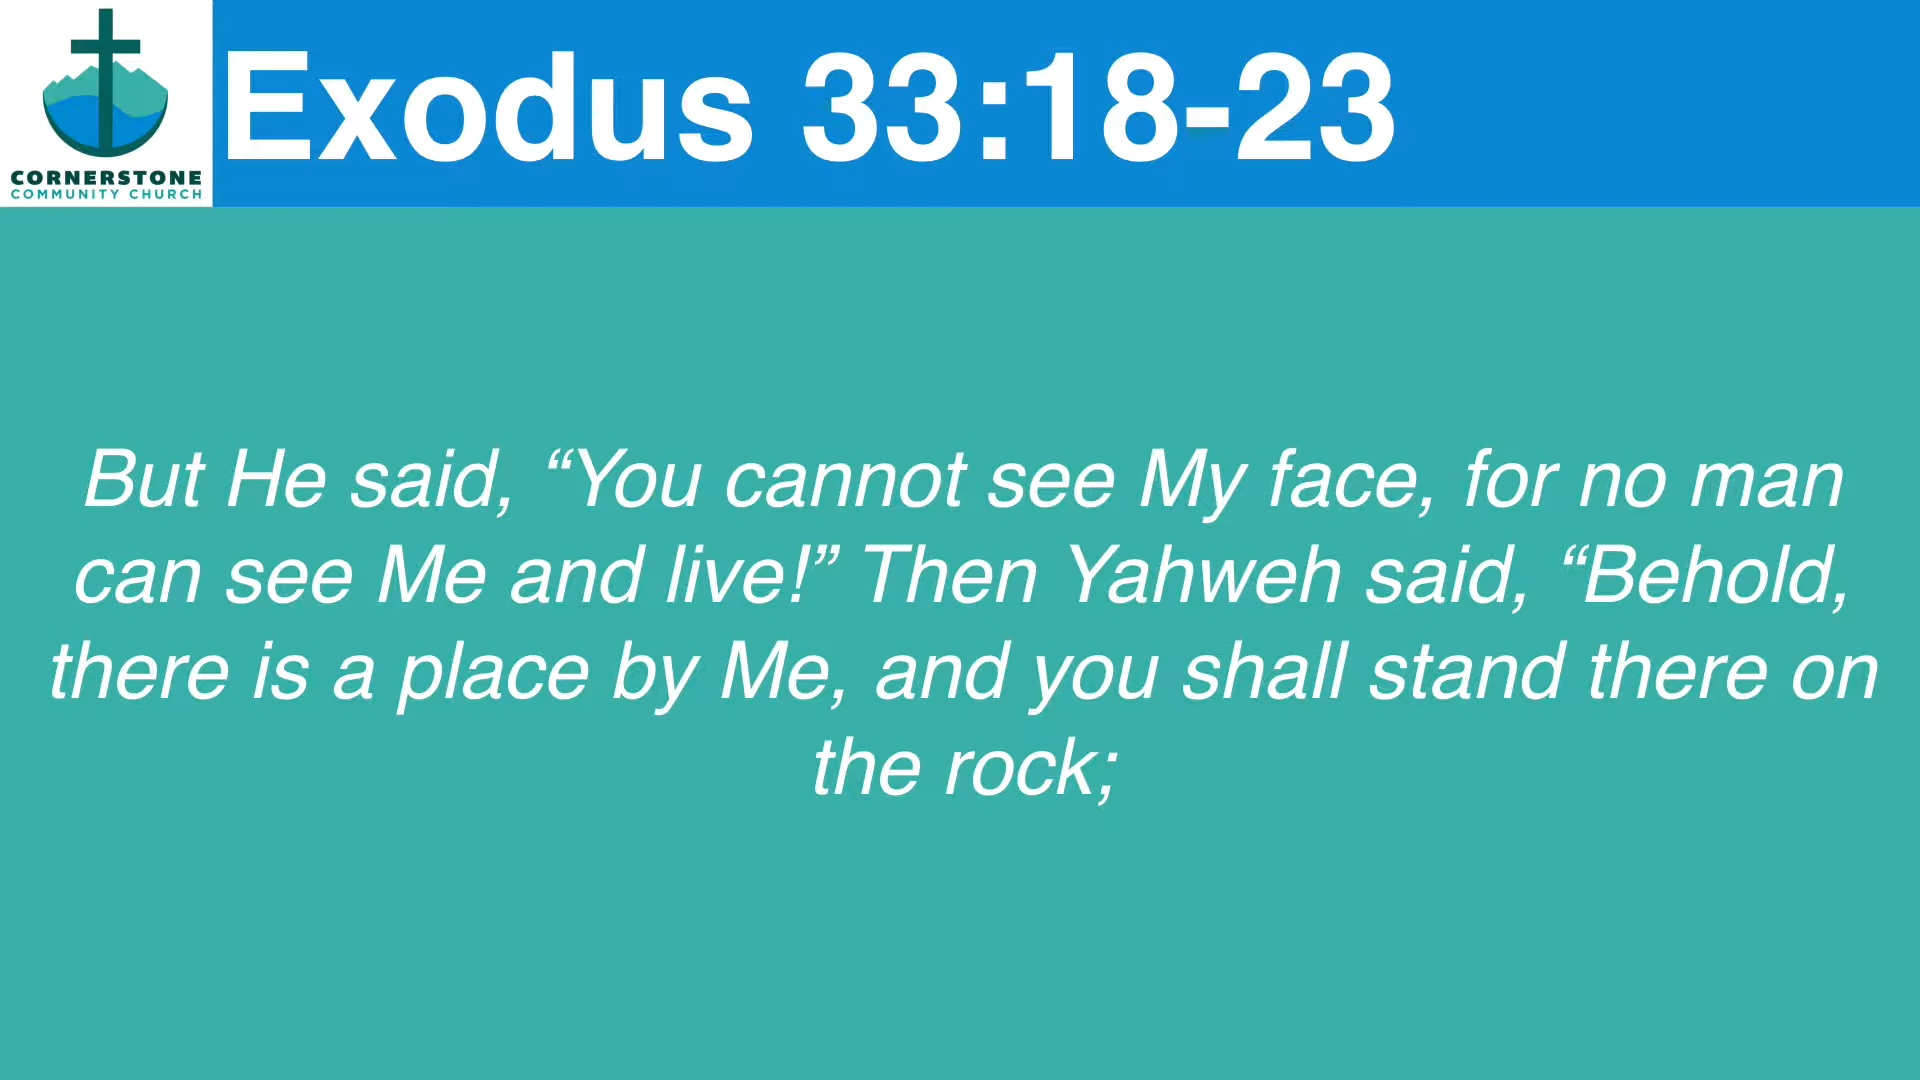 Exodus 33:18-23
CORNERSTONE
COMMUNITY CHURCH
But He said, “You cannot see My face, for no man
can see Me and live!” Then Yahweh said, “Behold,
there is a place by Me, and you shall stand there on
the rock;